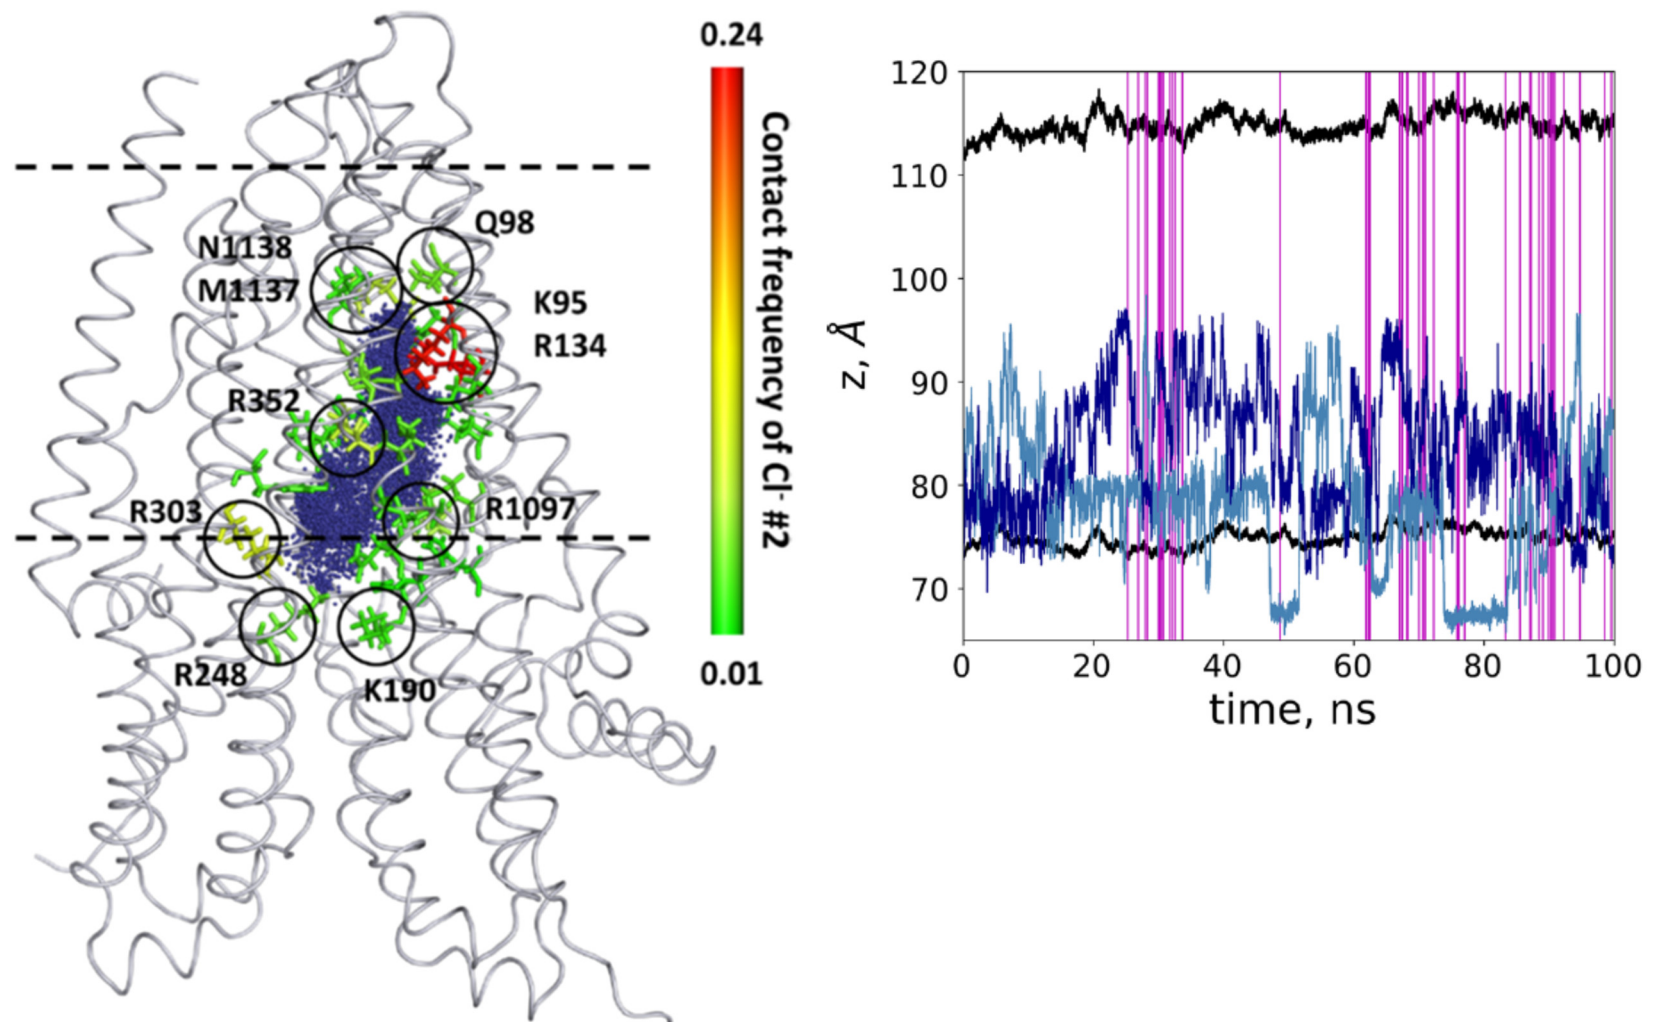 0.24
Contact frequency of Cl- #2
0.01
Q98
N1138
M1137
K95
R134
R352
R303
R1097
R248
K190
120
110
100
90
80
70
z, Å
0 20 40 60 80 100
time, ns